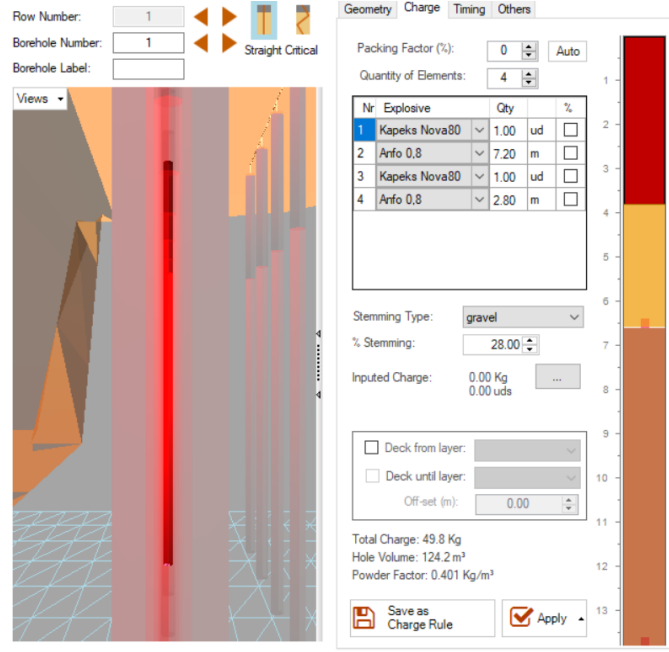 Row Number: 1
Borehole Number: 1
Borehole Label:
Straight Critical
Views
Geometry Charge Timing Others
Packing Factor (%): 0 Auto
Quantity of Elements: 4
Nr Explosive Qty %
1 Kapeks Nova80 1.00 ud
2 Anfo 0,8 7.20 m
3 Kapeks Nova80 1.00 ud
4 Anfo 0,8 2.80 m
Stemming Type: gravel
% Stemming: 28.00
Inputed Charge: 0.00 Kg ...
0.00 uds
Deck from layer:
Deck until layer:
Off-set (m): 0.00
Total Charge: 49.8 Kg
Hole Volume: 124.2 m³
Powder Factor: 0.401 Kg/m³
Save as
Charge Rule
Apply
1
2
3
4
5
6
7
8
9
10
11
12
13